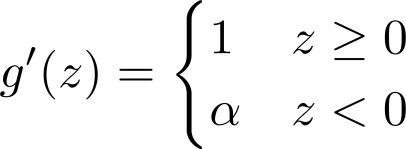 g′(z) = { 1 z ≥ 0
α z < 0